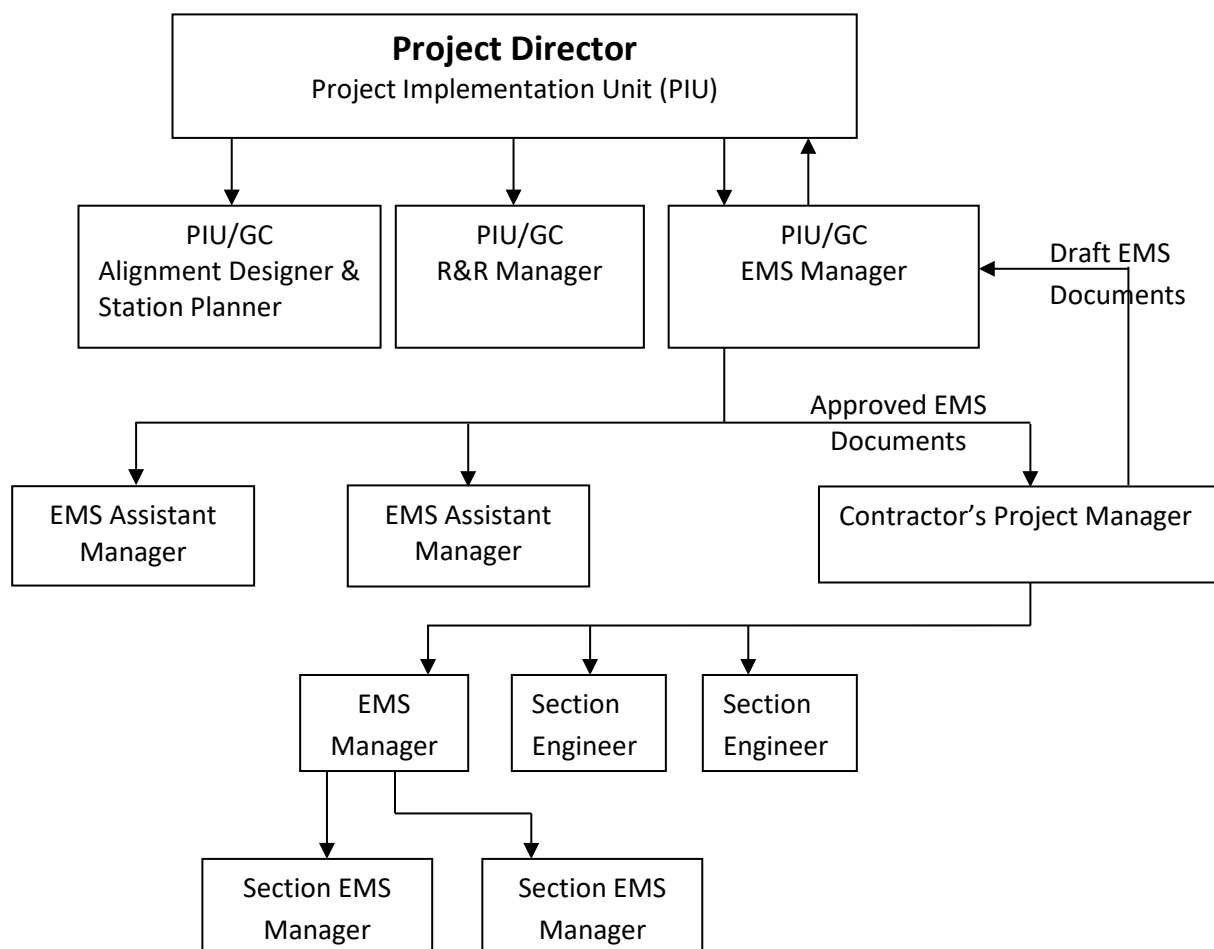 Project Director
Project Implementation Unit (PIU)
PIU/GC
Alignment Designer &
Station Planner
PIU/GC
R&R Manager
PIU/GC
EMS Manager
Draft EMS
Documents
Approved EMS
Documents
EMS Assistant
Manager
EMS Assistant
Manager
Contractor’s Project Manager
EMS
Manager
Section
Engineer
Section
Engineer
Section EMS
Manager
Section EMS
Manager